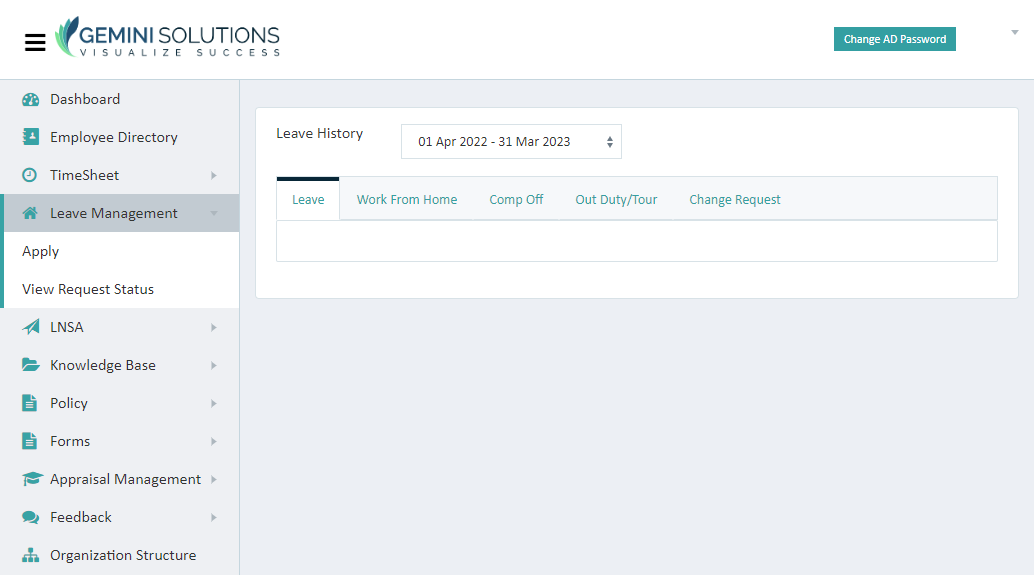 GEMINI SOLUTIONS
VISUALIZE SUCCESS
Change AD Password
Dashboard
Employee Directory
TimeSheet
Leave Management
Apply
View Request Status
LNSA
Knowledge Base
Policy
Forms
Appraisal Management
Feedback
Organization Structure
Leave History
01 Apr 2022 - 31 Mar 2023
Leave Work From Home Comp Off Out Duty/Tour Change Request